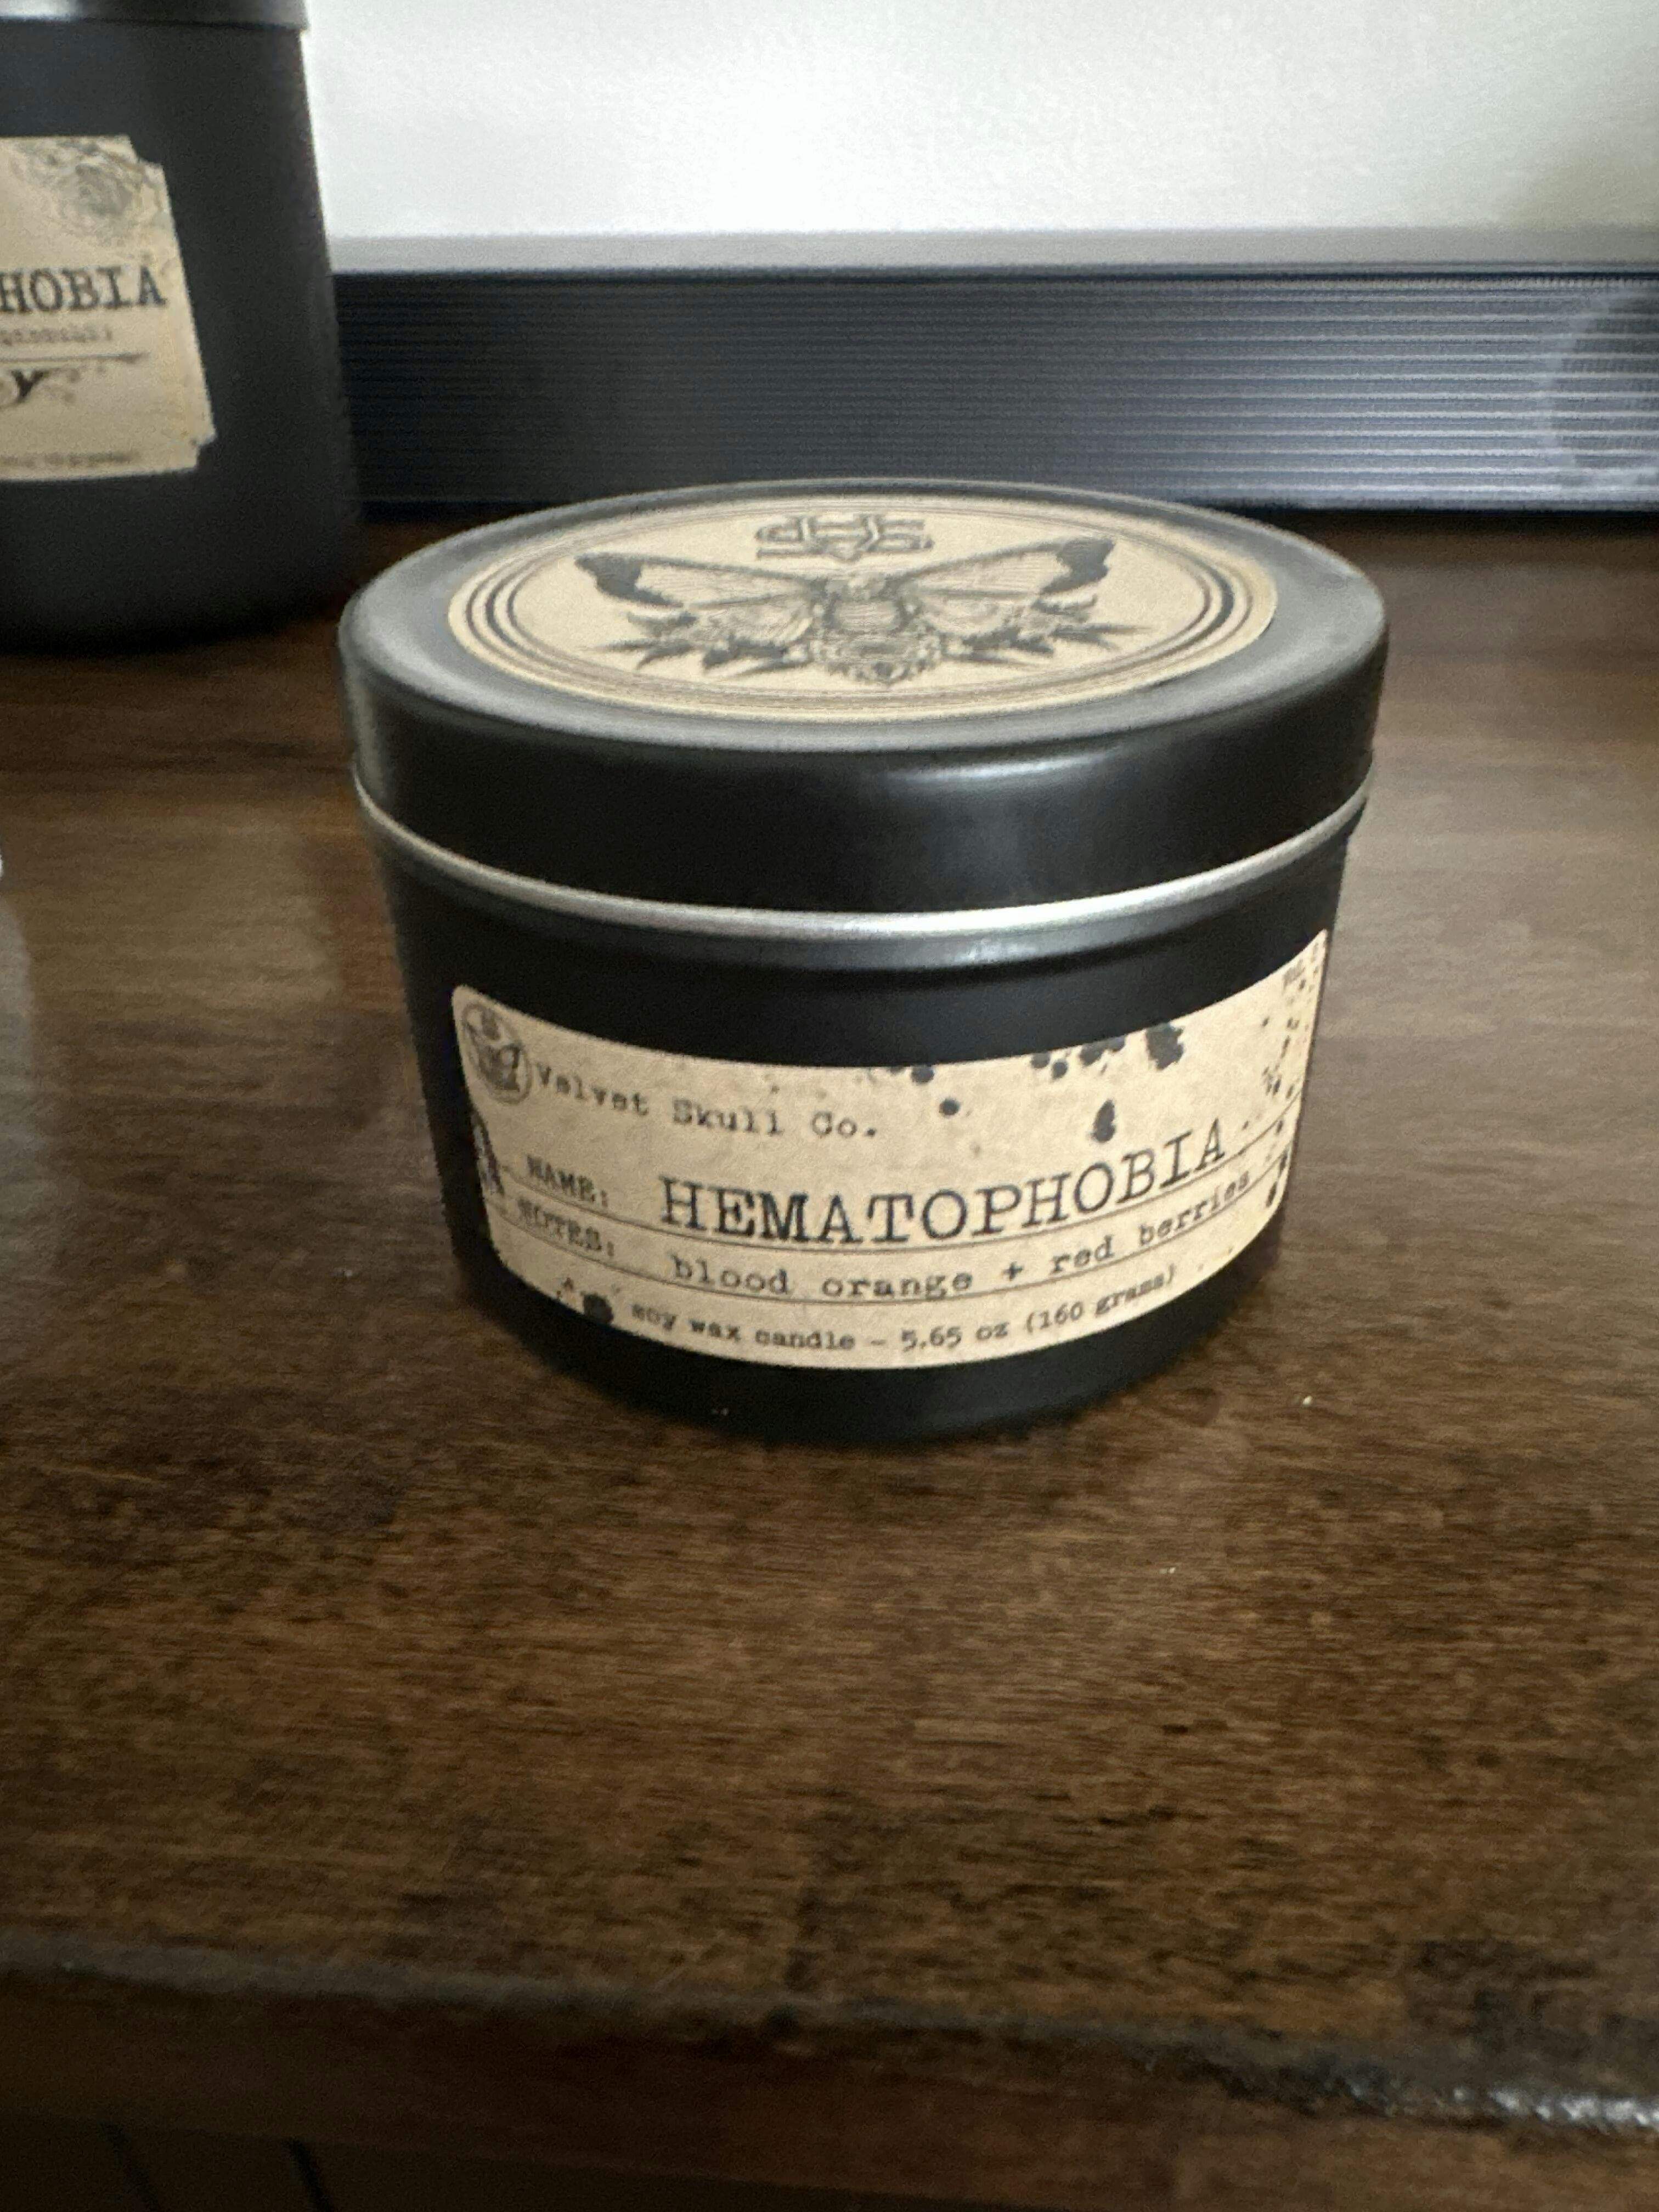 HOBIA
Velvet Skull Co.
NAME: HEMATOPHOBIA
NOTES: blood orange + red berries
soy wax candle - 5.65 oz (160 grams)